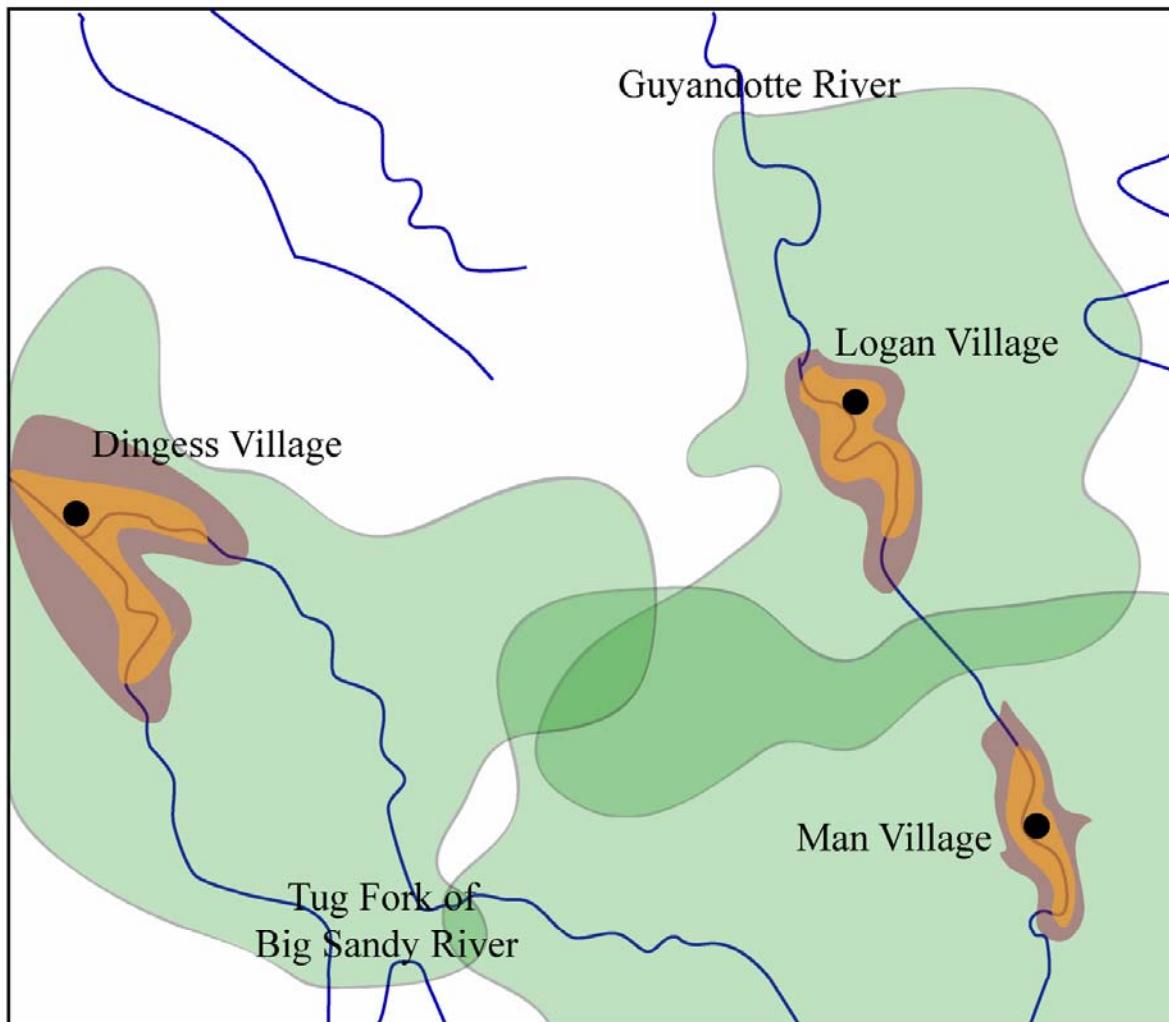 Guyandotte River
Logan Village
Dingess Village
Man Village
Tug Fork of
Big Sandy River